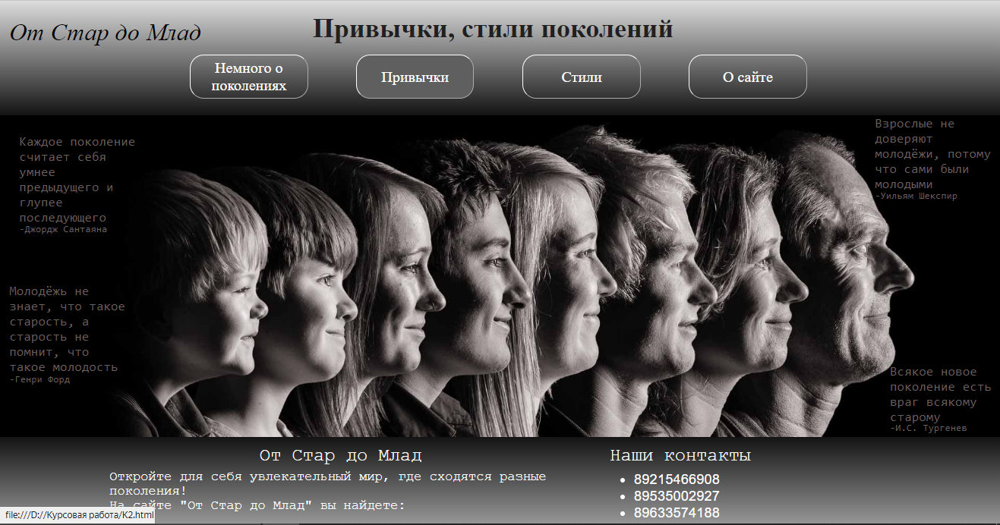 От Стар до Млад
Привычки, стили поколений
Немного о
поколениях
Привычки
Стили
О сайте
Каждое поколение
считает себя
умнее
предыдущего и
глупее
последующего
-Джордж Сантаяна
Взрослые не
доверяют
молодёжи, потому
что сами были
молодыми
-Уильям Шекспир
Молодёжь не
знает, что такое
старость, а
старость не
помнит, что
такое молодость
-Генри Форд
Всякое новое
поколение есть
враг всякому
старому
-И.С. Тургенев
От Стар до Млад
Откройте для себя увлекательный мир, где сходятся разные
поколения!
На сайте "От Стар до Млад" вы найдете:
Наши контакты
89215466908
89535002927
89633574188
file:///D://Курсовая работа/К2.html